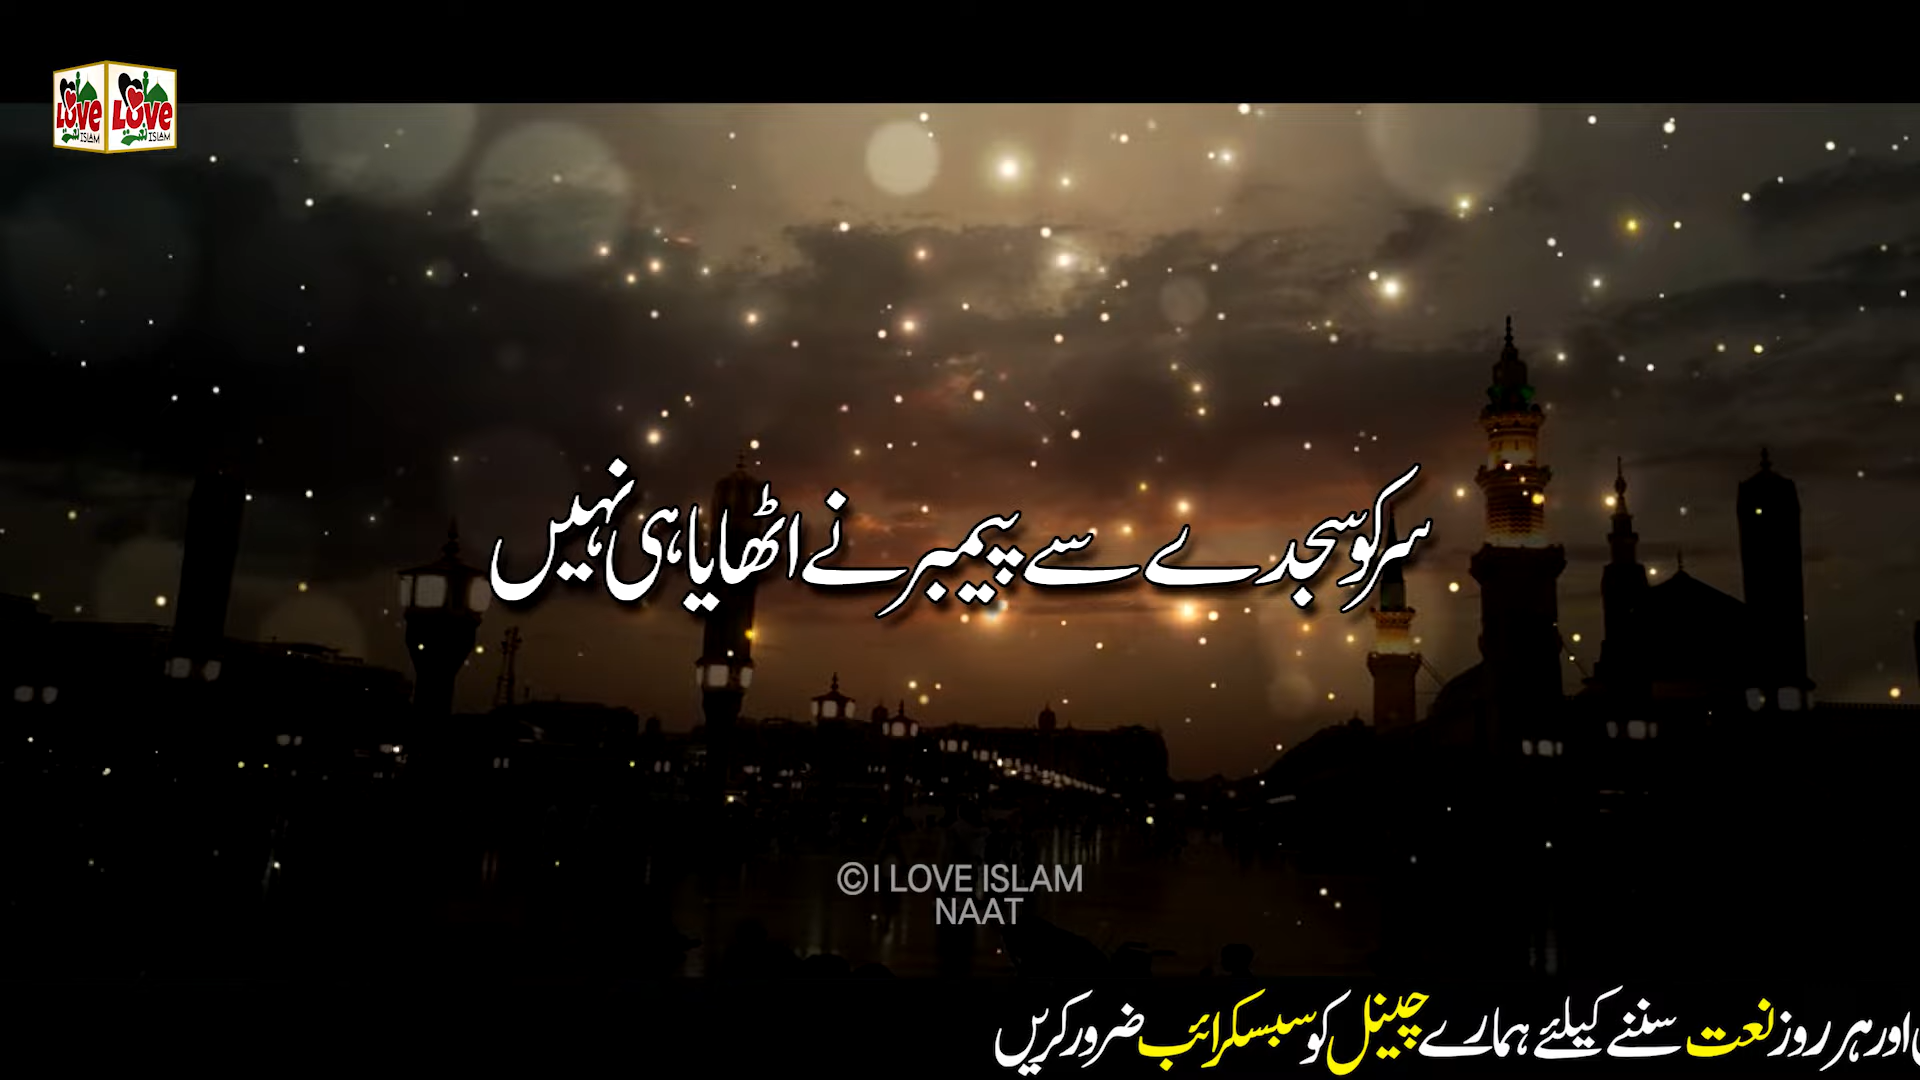 Love ISLAM Love ISLAM
سر کو سجدے سے پیمبر نے اٹھایا ہی نہیں
©I LOVE ISLAM
NAAT
اور ہر روز نعت سننے کیلئے ہمارے چینل کو سبسکرائب ضرور کریں